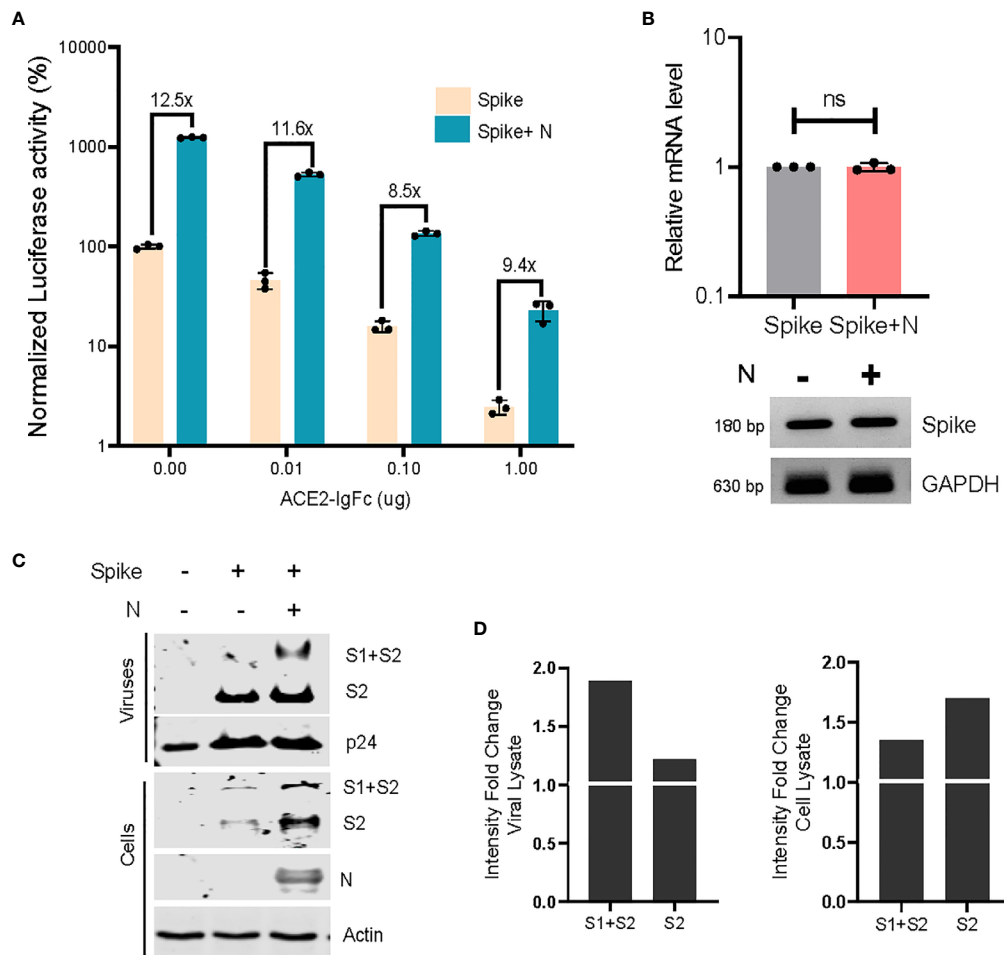 A
Normalized Luciferase activity (%)
10000
1000
100
10
1
12.5x
11.6x
8.5x
9.4x
Spike
Spike+ N
0.00
0.01
0.10
1.00
ACE2-IgFc (ug)
B
Relative mRNA level
10
1
0.1
ns
Spike
Spike+N
N - +
180 bp
Spike
630 bp
GAPDH
C
Spike - + +
N - - +
Viruses
S1+S2
S2
p24
Cells
S1+S2
S2
N
Actin
D
Intensity Fold Change
Viral Lysate
2.0
1.5
1.0
0.5
0.0
S1+S2
S2
Intensity Fold Change
Cell Lysate
2.0
1.5
1.0
1.5
0.0
S1+S2
S2